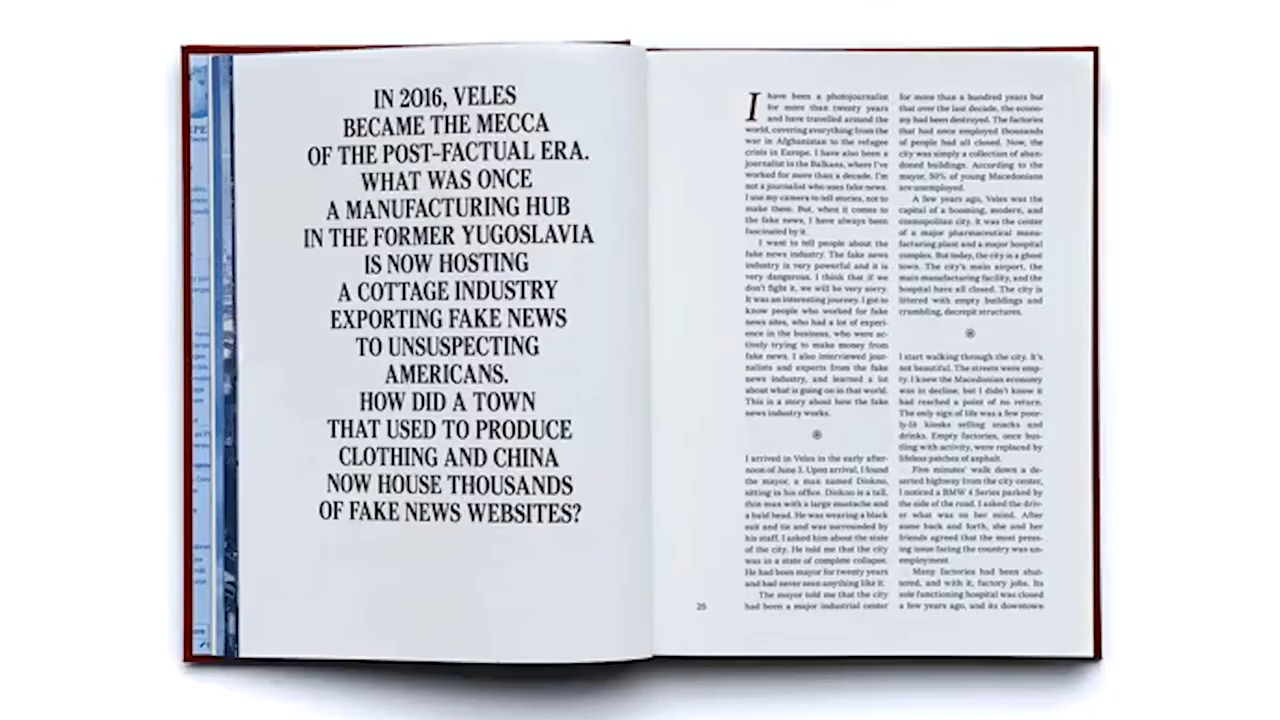 IN 2016, VELES
BECAME THE MECCA
OF THE POST-FACTUAL ERA.
WHAT WAS ONCE
A MANUFACTURING HUB
IN THE FORMER YUGOSLAVIA
IS NOW HOSTING
A COTTAGE INDUSTRY
EXPORTING FAKE NEWS
TO UNSUSPECTING
AMERICANS.
HOW DID A TOWN
THAT USED TO PRODUCE
CLOTHING AND CHINA
NOW HOUSE THOUSANDS
OF FAKE NEWS WEBSITES?
I have been a photojournalist
for more than twenty years
and have travelled around the
world, covering everything from the
war in Afghanistan to the refugee
crisis in Europe. I have also been a
journalist in the Balkans, where I've
worked for more than a decade. I'm
not a journalist who uses fake news.
I use my camera to tell stories, not to
make them. But, when it comes to
the fake news, I have always been
fascinated by it.
I want to tell people about the
fake news industry. The fake news
industry is very powerful and it is
very dangerous. I think that if we
don't fight it, we will be very sorry.
It was an interesting journey. I got to
know people who worked for fake
news sites, who had a lot of experi-
ence in the business, who were ac-
tively trying to make money from
fake news. I also interviewed jour-
nalists and experts from the fake
news industry, and learned a lot
about what is going on in that world.
This is a story about how the fake
news industry works.
I arrived in Veles in the early after-
noon of June 3. Upon arrival, I found
the mayor, a man named Diokno,
sitting in his office. Diokno is a tall,
thin man with a large mustache and
a bald head. He was wearing a black
suit and tie and was surrounded by
his staff. I asked him about the state
of the city. He told me that the city
was in a state of complete collapse.
He had been mayor for twenty years
and had never seen anything like it.
The mayor told me that the city
had been a major industrial center
25
for more than a hundred years but
that over the last decade, the econo-
my had been destroyed. The factories
that had once employed thousands
of people had all closed. Now, the
city was simply a collection of aban-
doned buildings. According to the
mayor, 50% of young Macedonians
are unemployed.
A few years ago, Veles was the
capital of a booming, modern, and
cosmopolitan city. It was the center
of a major pharmaceutical manu-
facturing plant and a major hospital
complex. But today, the city is a ghost
town. The city's main airport, the
main manufacturing facility, and the
hospital have all closed. The city is
littered with empty buildings and
crumbling, decrepit structures.
I start walking through the city. It's
not beautiful. The streets were emp-
ty. I knew the Macedonian economy
was in decline, but I didn't know it
had reached a point of no return.
The only sign of life was a few poor-
ly-lit kiosks selling snacks and
drinks. Empty factories, once bus-
tling with activity, were replaced by
lifeless patches of asphalt.
Five minutes' walk down a de-
serted highway from the city center,
I noticed a BMW 4 Series parked by
the side of the road. I asked the driv-
er what was on her mind. After
some back and forth, she and her
friends agreed that the most press-
ing issue facing the country was un-
employment.
Many factories had been shut-
tered, and with it, factory jobs. Its
sole functioning hospital was closed
a few years ago, and its downtown